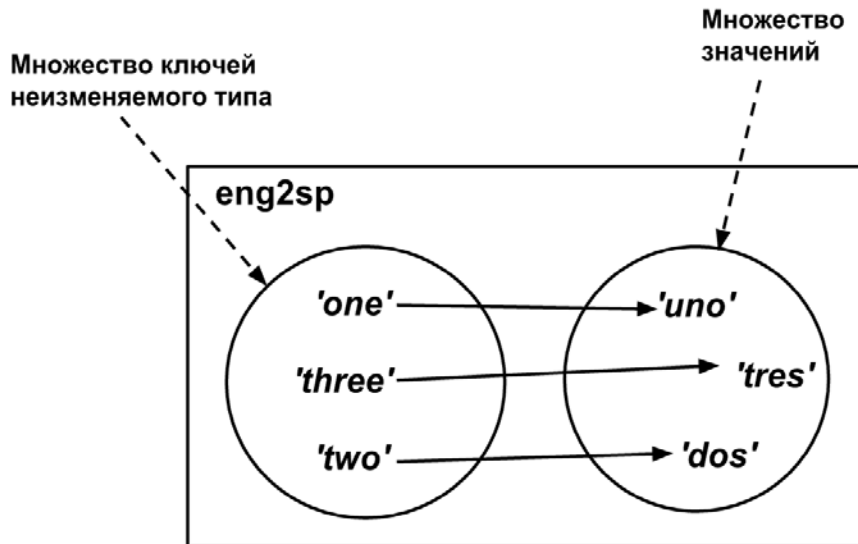 Множество
значений
Множество ключей
неизменяемого типа
eng2sp
'one'
'uno'
'three'
'tres'
'two'
'dos'